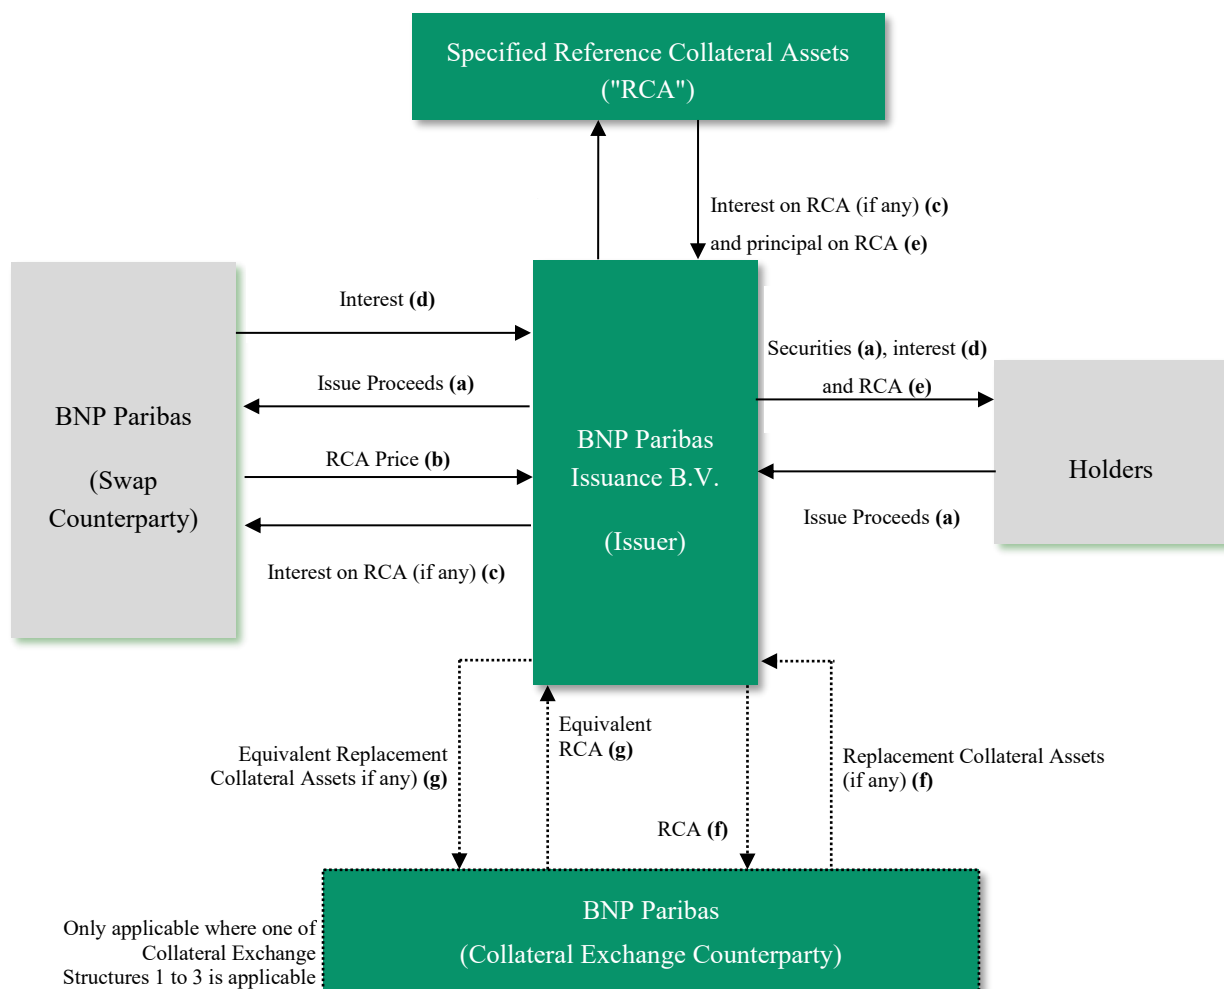 Specified Reference Collateral Assets
("RCA")
Interest on RCA (if any) (c)
and principal on RCA (e)
Interest (d)
Issue Proceeds (a)
RCA Price (b)
Interest on RCA (if any) (c)
BNP Paribas
(Swap
Counterparty)
BNP Paribas
Issuance B.V.
(Issuer)
Securities (a), interest (d)
and RCA (e)
Issue Proceeds (a)
Holders
Equivalent Replacement
Collateral Assets if any) (g)
Equivalent
RCA (g)
RCA (f)
Replacement Collateral Assets
(if any) (f)
BNP Paribas
(Collateral Exchange Counterparty)
Only applicable where one of
Collateral Exchange
Structures 1 to 3 is applicable